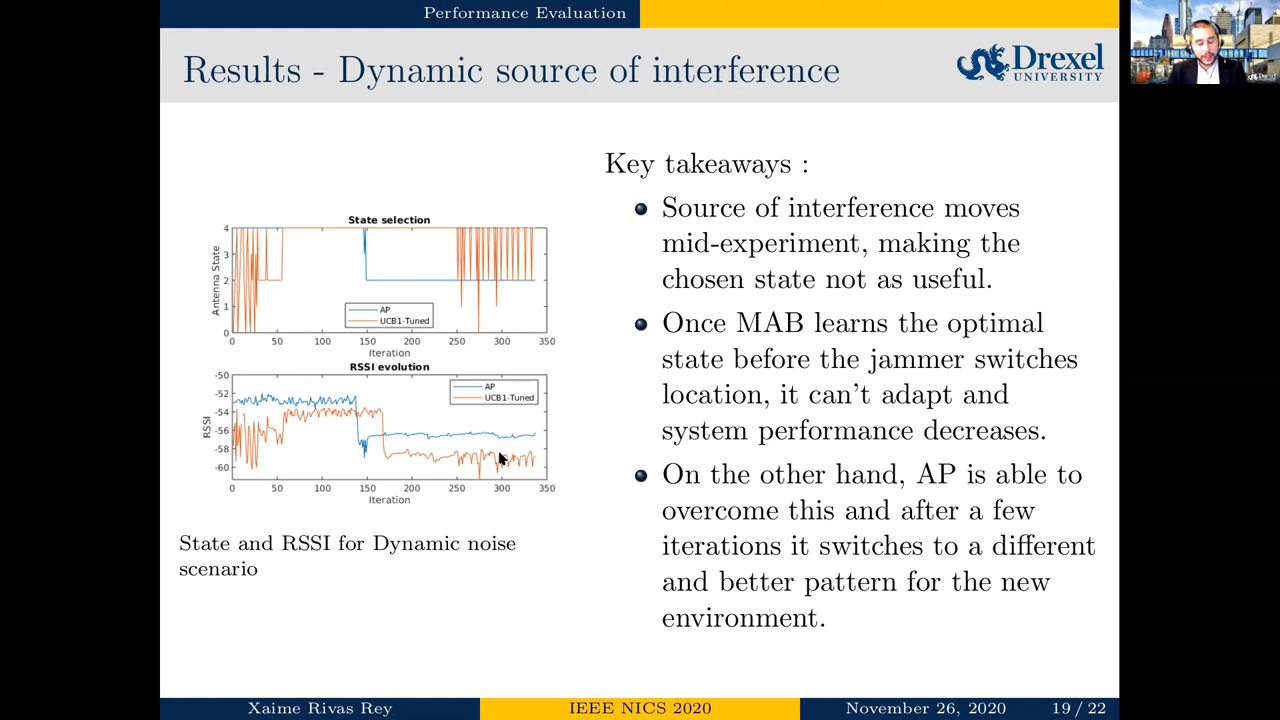 Performance Evaluation
Results - Dynamic source of interference
Drexel
UNIVERSITY
Key takeaways :
Source of interference moves
mid-experiment, making the
chosen state not as useful.
Once MAB learns the optimal
state before the jammer switches
location, it can't adapt and
system performance decreases.
On the other hand, AP is able to
overcome this and after a few
iterations it switches to a different
and better pattern for the new
environment.
State selection
Antenna State
4
3
2
1
0
0 50 100 150 200 250 300 350
Iteration
AP
UCB1-Tuned
RSSI evolution
RSSI
-50
-52
-54
-56
-58
-60
0 50 100 150 200 250 300 350
Iteration
AP
UCB1-Tuned
State and RSSI for Dynamic noise
scenario
Xaime Rivas Rey
IEEE NICS 2020
November 26, 2020
19 / 22